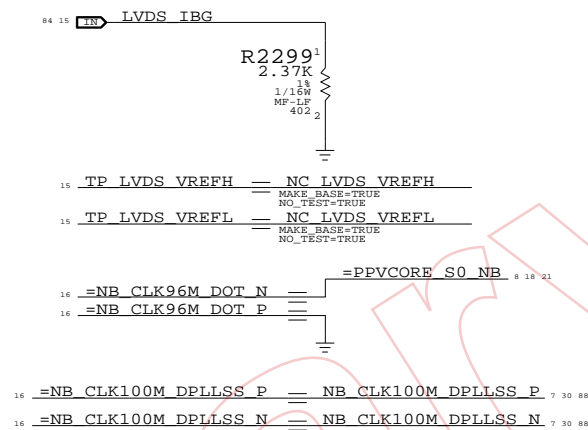 84 15 IN LVDS_IBG
R2299 1
2.37K
1%
1/16W
MF-LF
402 2
15 TP_LVDS_VREFH NC_LVDS_VREFH
MAKE_BASE=TRUE
NO_TEST=TRUE
15 TP_LVDS_VREFL NC_LVDS_VREFL
MAKE_BASE=TRUE
NO_TEST=TRUE
=PPVCORE_S0_NB 8 18 21
16 =NB_CLK96M_DOT_N
16 =NB_CLK96M_DOT_P
16 =NB_CLK100M_DPLLSS_P NB_CLK100M_DPLLSS_P 7 30 88
16 =NB_CLK100M_DPLLSS_N NB_CLK100M_DPLLSS_N 7 30 88